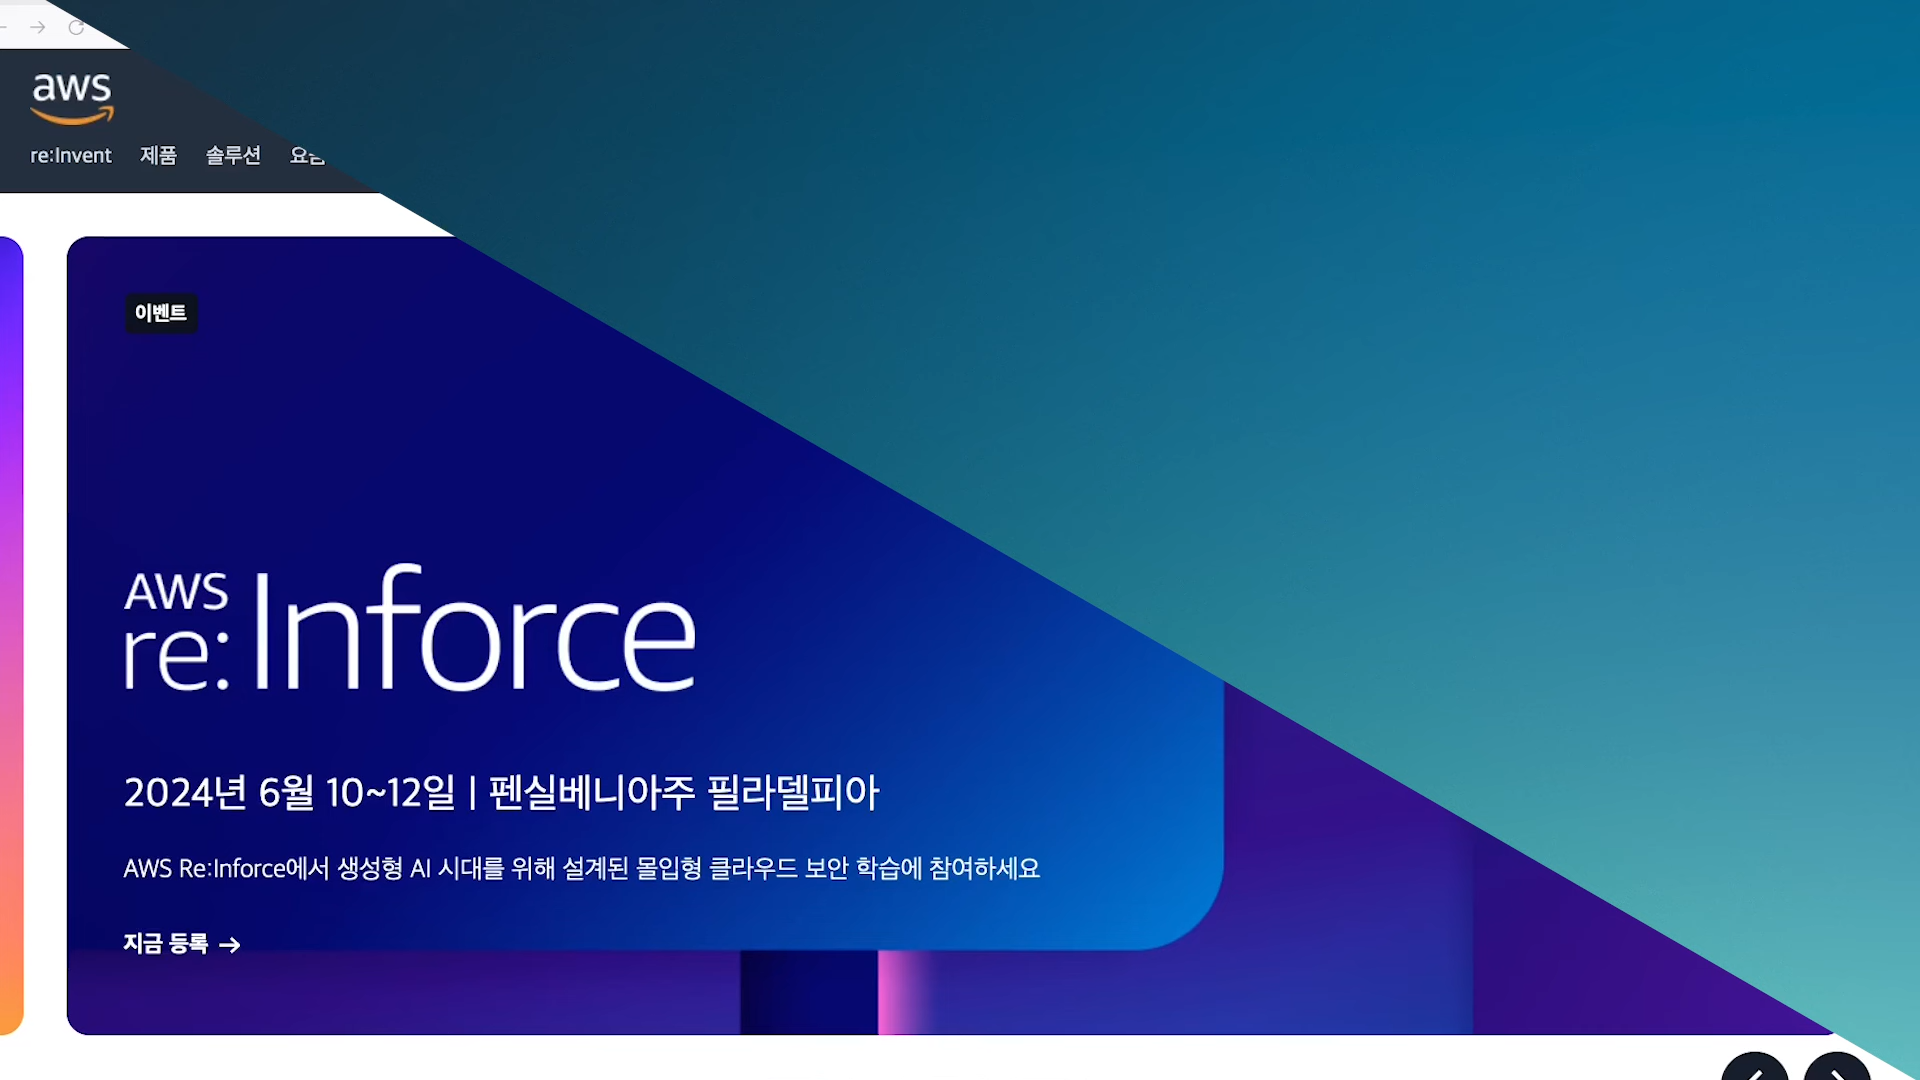 aws
re:Invent 제품 솔루션 요금
이벤트
AWS
re: Inforce
2024년 6월 10~12일 | 펜실베니아주 필라델피아
AWS Re:Inforce에서 생성형 AI 시대를 위해 설계된 몰입형 클라우드 보안 학습에 참여하세요
지금 등록 →